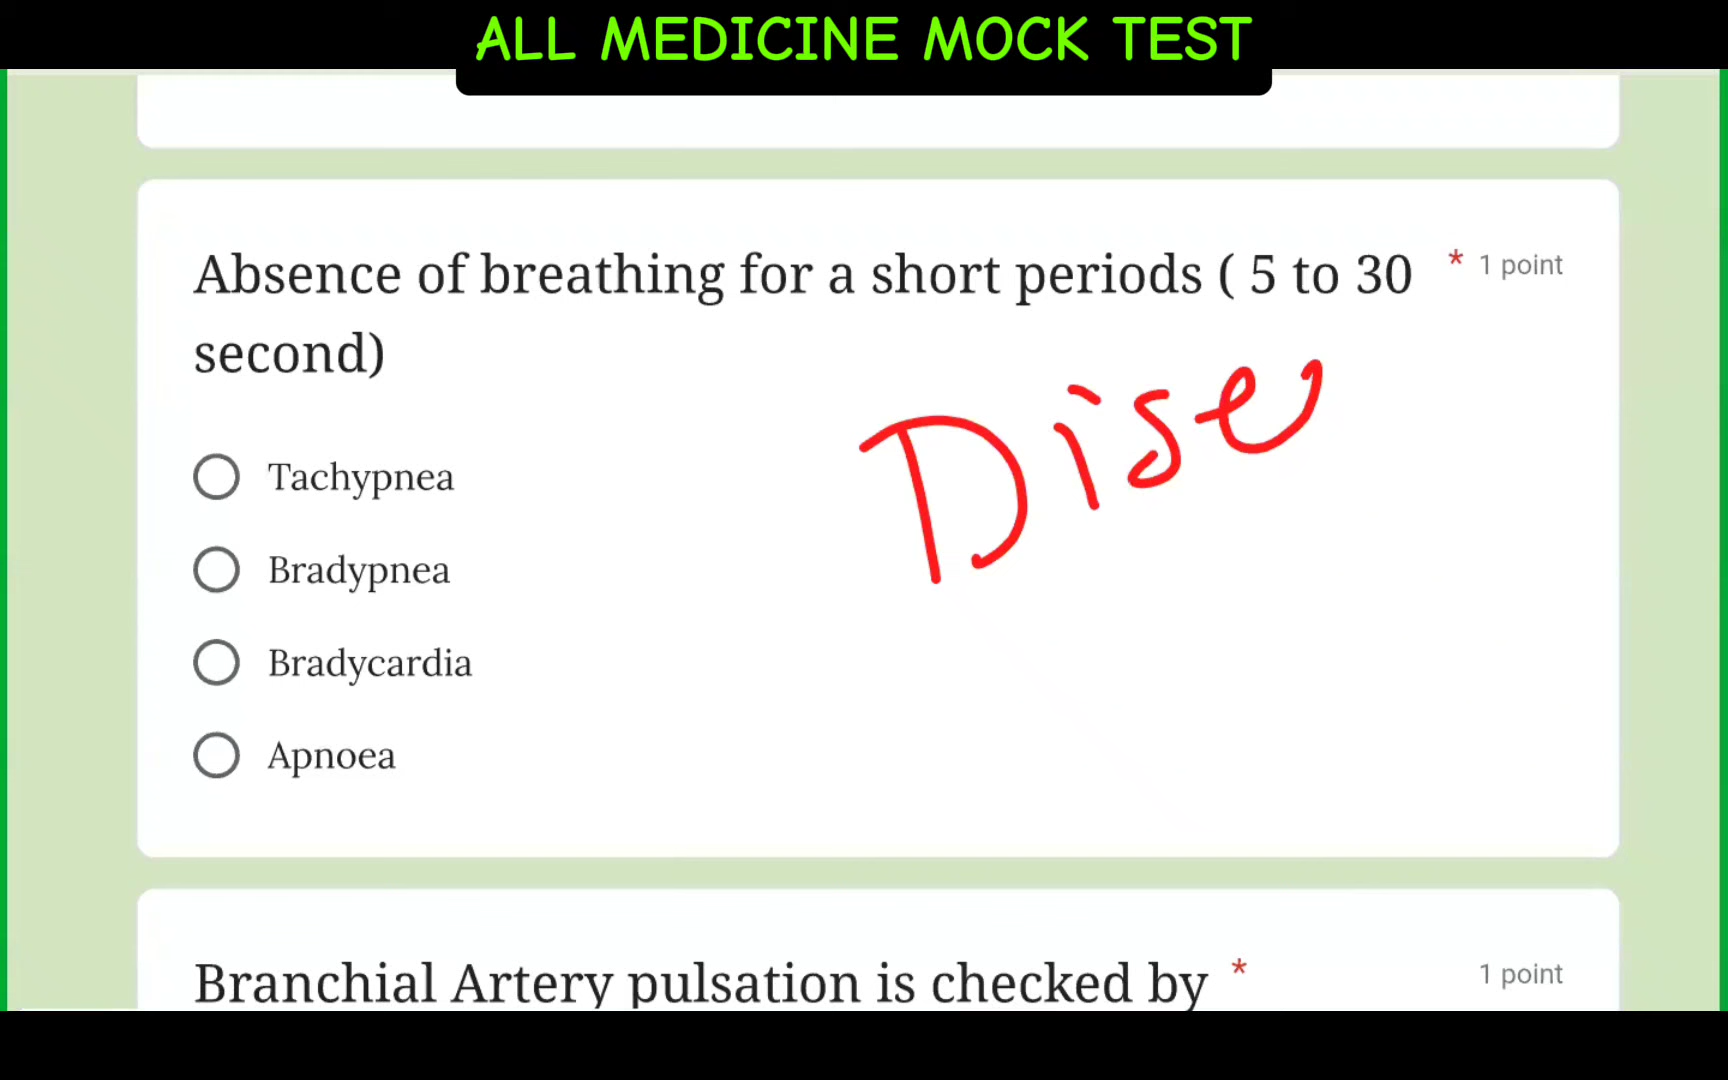 ALL MEDICINE MOCK TEST
Absence of breathing for a short periods ( 5 to 30 * 1 point
second)
Dise
Tachypnea
Bradypnea
Bradycardia
Apnoea
Branchial Artery pulsation is checked by * 1 point